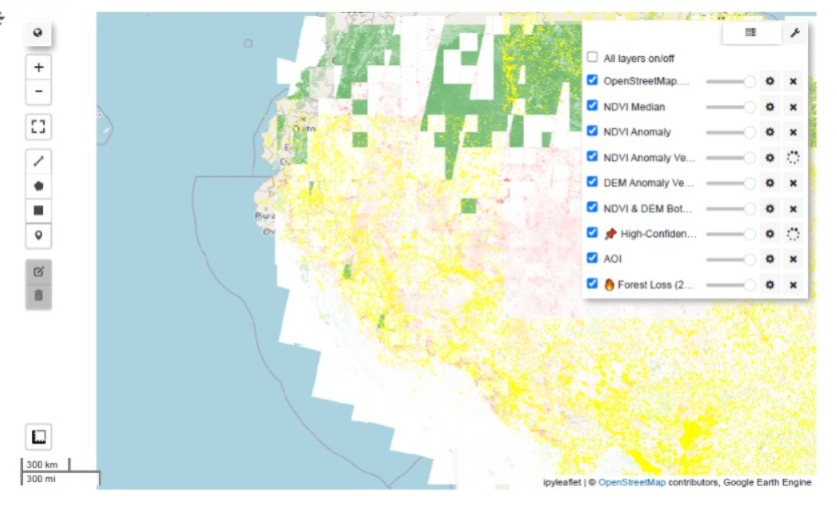 +
−
All layers on/off
OpenStreetMap....
NDVI Median
NDVI Anomaly
NDVI Anomaly Ve...
DEM Anomaly Ve...
NDVI & DEM Bot...
High-Confiden...
AOI
Forest Loss (2...
Piura
300 km
300 mi
ipyleaflet | © OpenStreetMap contributors, Google Earth Engine